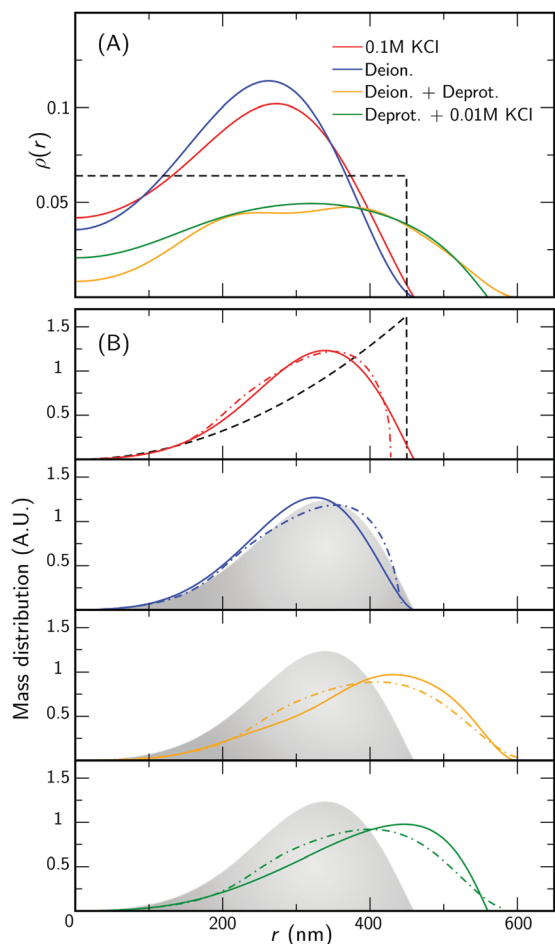 (A)
0.1M KCl
Deion.
Deion. + Deprot.
Deprot. + 0.01M KCl
0.1
0.05
ρ(r)
(B)
1.5
1
0.5
1.5
1
0.5
1.5
1
0.5
1.5
1
0.5
Mass distribution (A.U.)
0
200
400
600
r (nm)